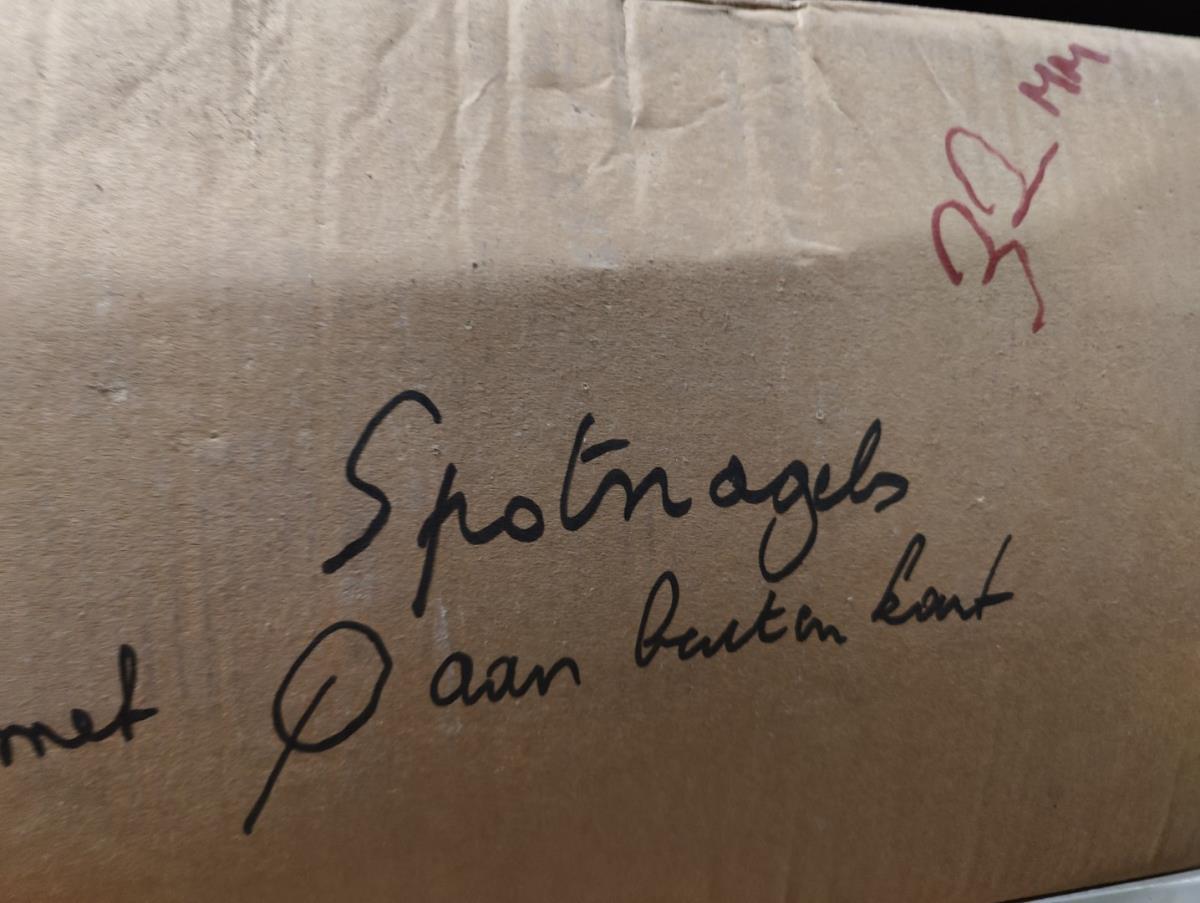 32 MM
Spotnagels
met Ø aan buiten kant